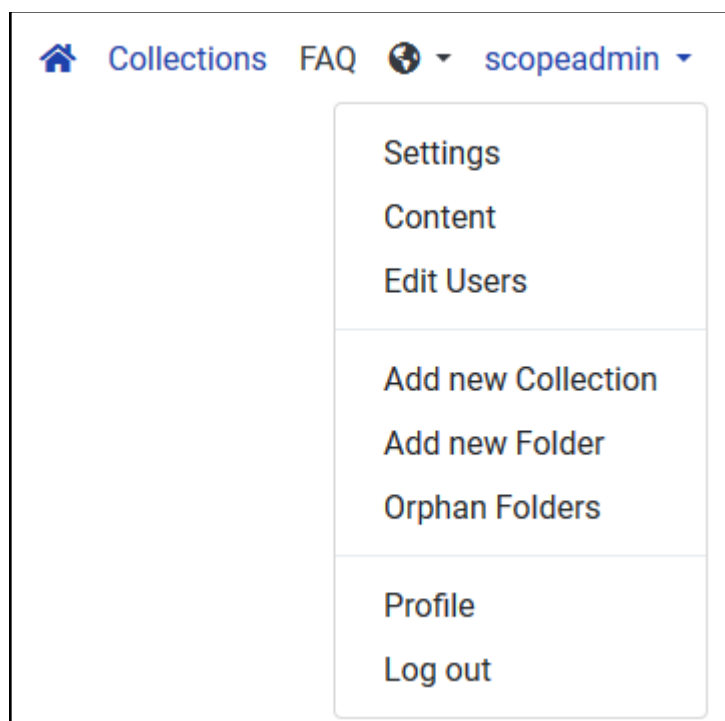 Collections FAQ scopeadmin
Settings
Content
Edit Users
Add new Collection
Add new Folder
Orphan Folders
Profile
Log out